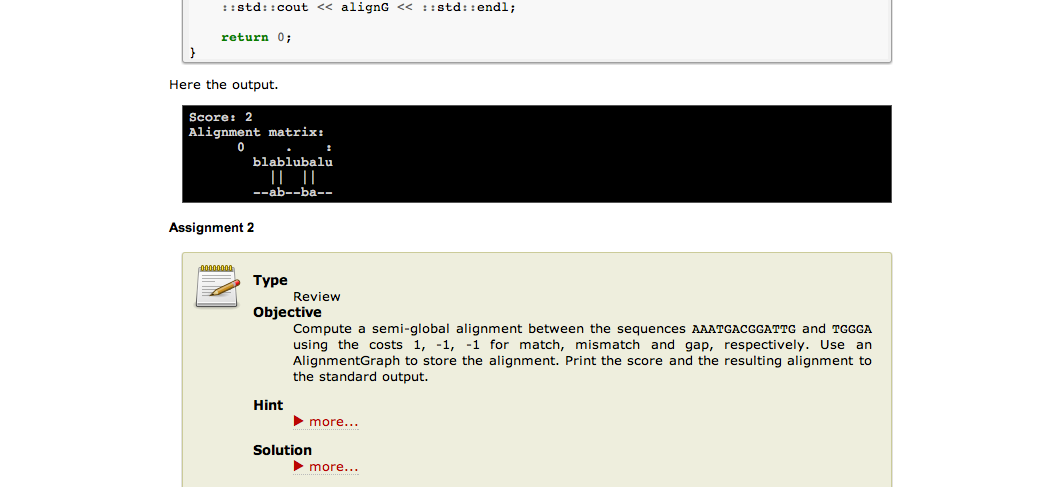 ::std::cout << alignG << ::std::endl;
return 0;
}
Here the output.
Score: 2
Alignment matrix:
      0     .    :
        blablubalu
          ||  ||
        --ab--ba--
Assignment 2
Type
Review
Objective
Compute a semi-global alignment between the sequences AAATGACGGATTG and TGGGA
using the costs 1, -1, -1 for match, mismatch and gap, respectively. Use an
AlignmentGraph to store the alignment. Print the score and the resulting alignment to
the standard output.
Hint
▶ more...
Solution
▶ more...